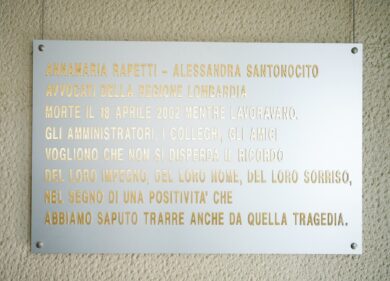 ANNAMARIA RAPETTI - ALESSANDRA SANTONOCITO
AVVOCATI DELLA REGIONE LOMBARDIA
MORTE IL 18 APRILE 2002 MENTRE LAVORAVANO.
GLI AMMINISTRATORI, I COLLEGHI, GLI AMICI
VOGLIONO CHE NON SI DISPERDA IL RICORDO
DEL LORO IMPEGNO, DEL LORO NOME, DEL LORO SORRISO,
NEL SEGNO DI UNA POSITIVITA' CHE
ABBIAMO SAPUTO TRARRE ANCHE DA QUELLA TRAGEDIA.